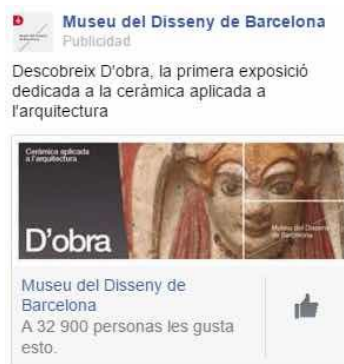 Museu del Disseny de Barcelona
Publicidad
Descobreix D'obra, la primera exposició
dedicada a la ceràmica aplicada a
l'arquitectura
Ceràmica aplicada
a l'arquitectura
D'obra
Museu del Disseny
de Barcelona
Museu del Disseny de
Barcelona
A 32 900 personas les gusta
esto.